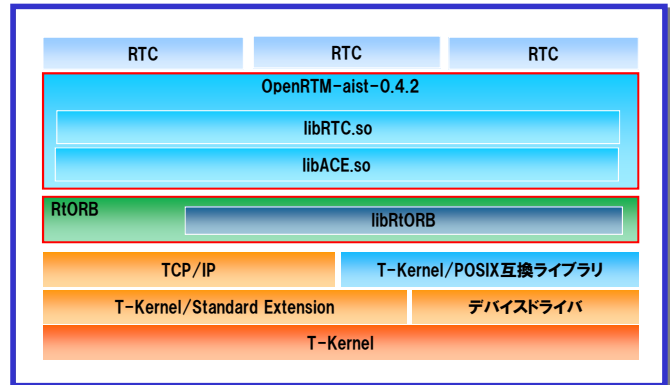 RTC RTC RTC
OpenRTM-aist-0.4.2
libRTC.so
libACE.so
RtORB
libRtORB
TCP/IP T-Kernel/POSIX互換ライブラリ
T-Kernel/Standard Extension デバイスドライバ
T-Kernel